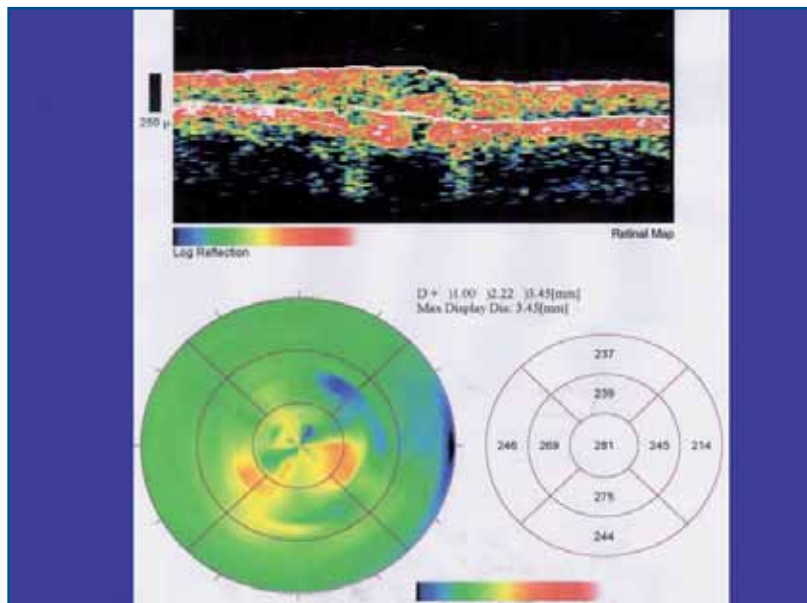 250 µ
Log Reflection
Retinal Map
D + )1.00 )2.22 )3.45[mm]
Max Display Dia: 3.45[mm]
237
239
246 269 281 245 214
275
244